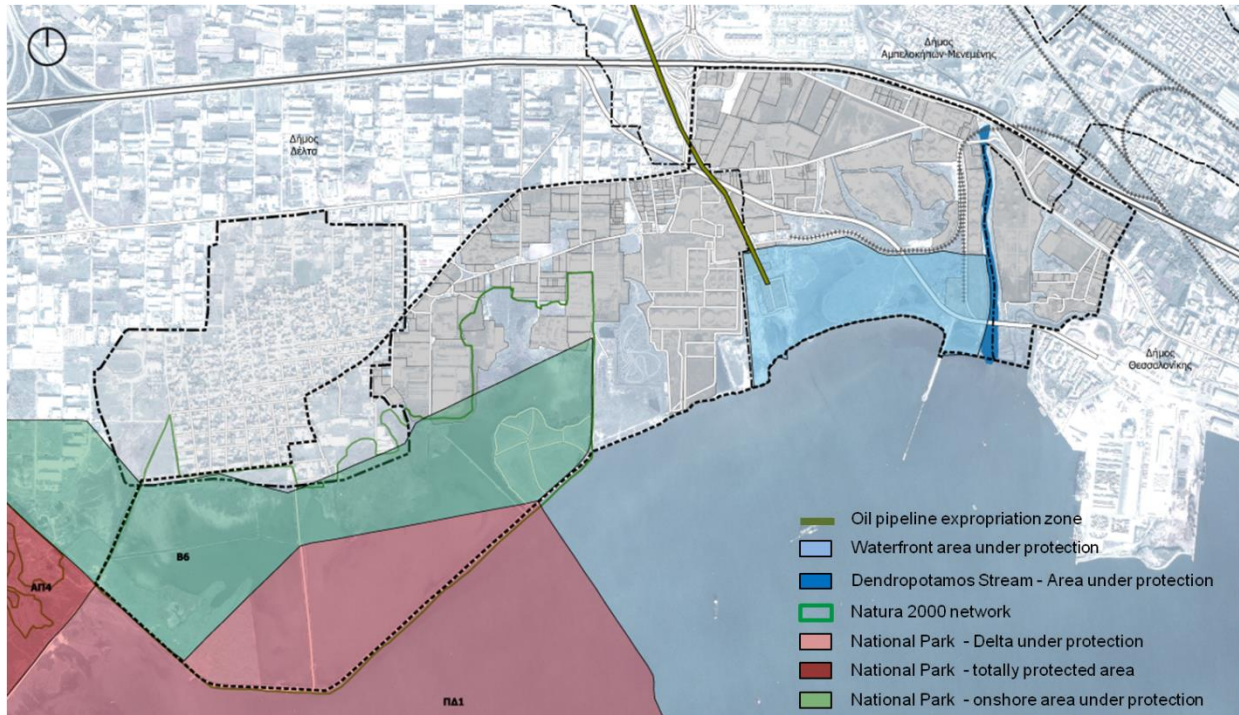 Δήμος
Αμπελοκήπων-Μενεμένης
Δήμος
Δέλτα
Δήμος
Θεσσαλονίκης
Β6
ΑΠ4
ΠΔ1
Oil pipeline expropriation zone
Waterfront area under protection
Dendropotamos Stream - Area under protection
Natura 2000 network
National Park - Delta under protection
National Park - totally protected area
National Park - onshore area under protection